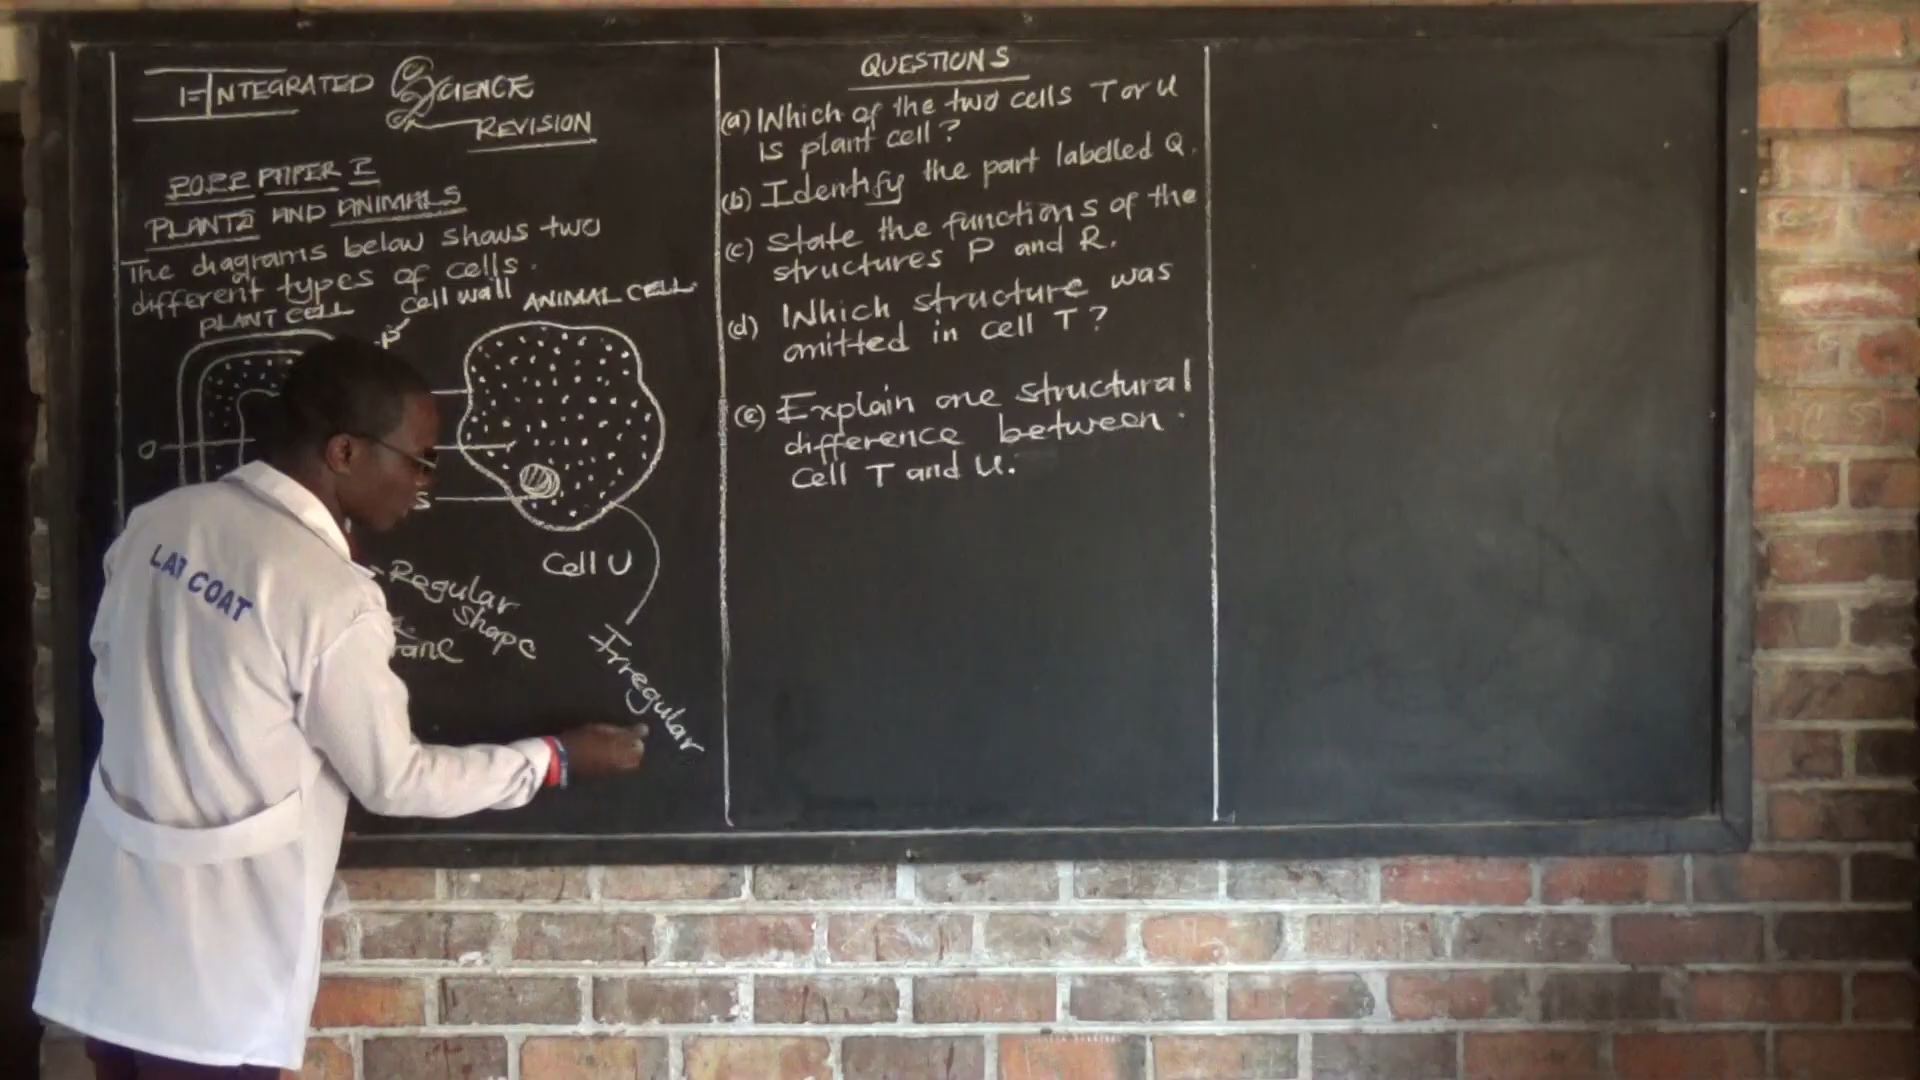 INTEGRATED SCIENCE
REVISION
PAPER 2
PLANTS AND ANIMALS
The diagrams below shows two
different types of cells.
PLANT CELL
cell wall
ANIMAL CELL
P
S
Cell U
Regular
Shape
Irregular
LAB COAT
QUESTIONS
(a) Which of the two cells T or U
is plant cell?
(b) Identify the part labelled Q.
(c) State the functions of the
structures P and R.
(d) Which structure was
omitted in cell T?
(e) Explain one structural
difference between
cell T and U.